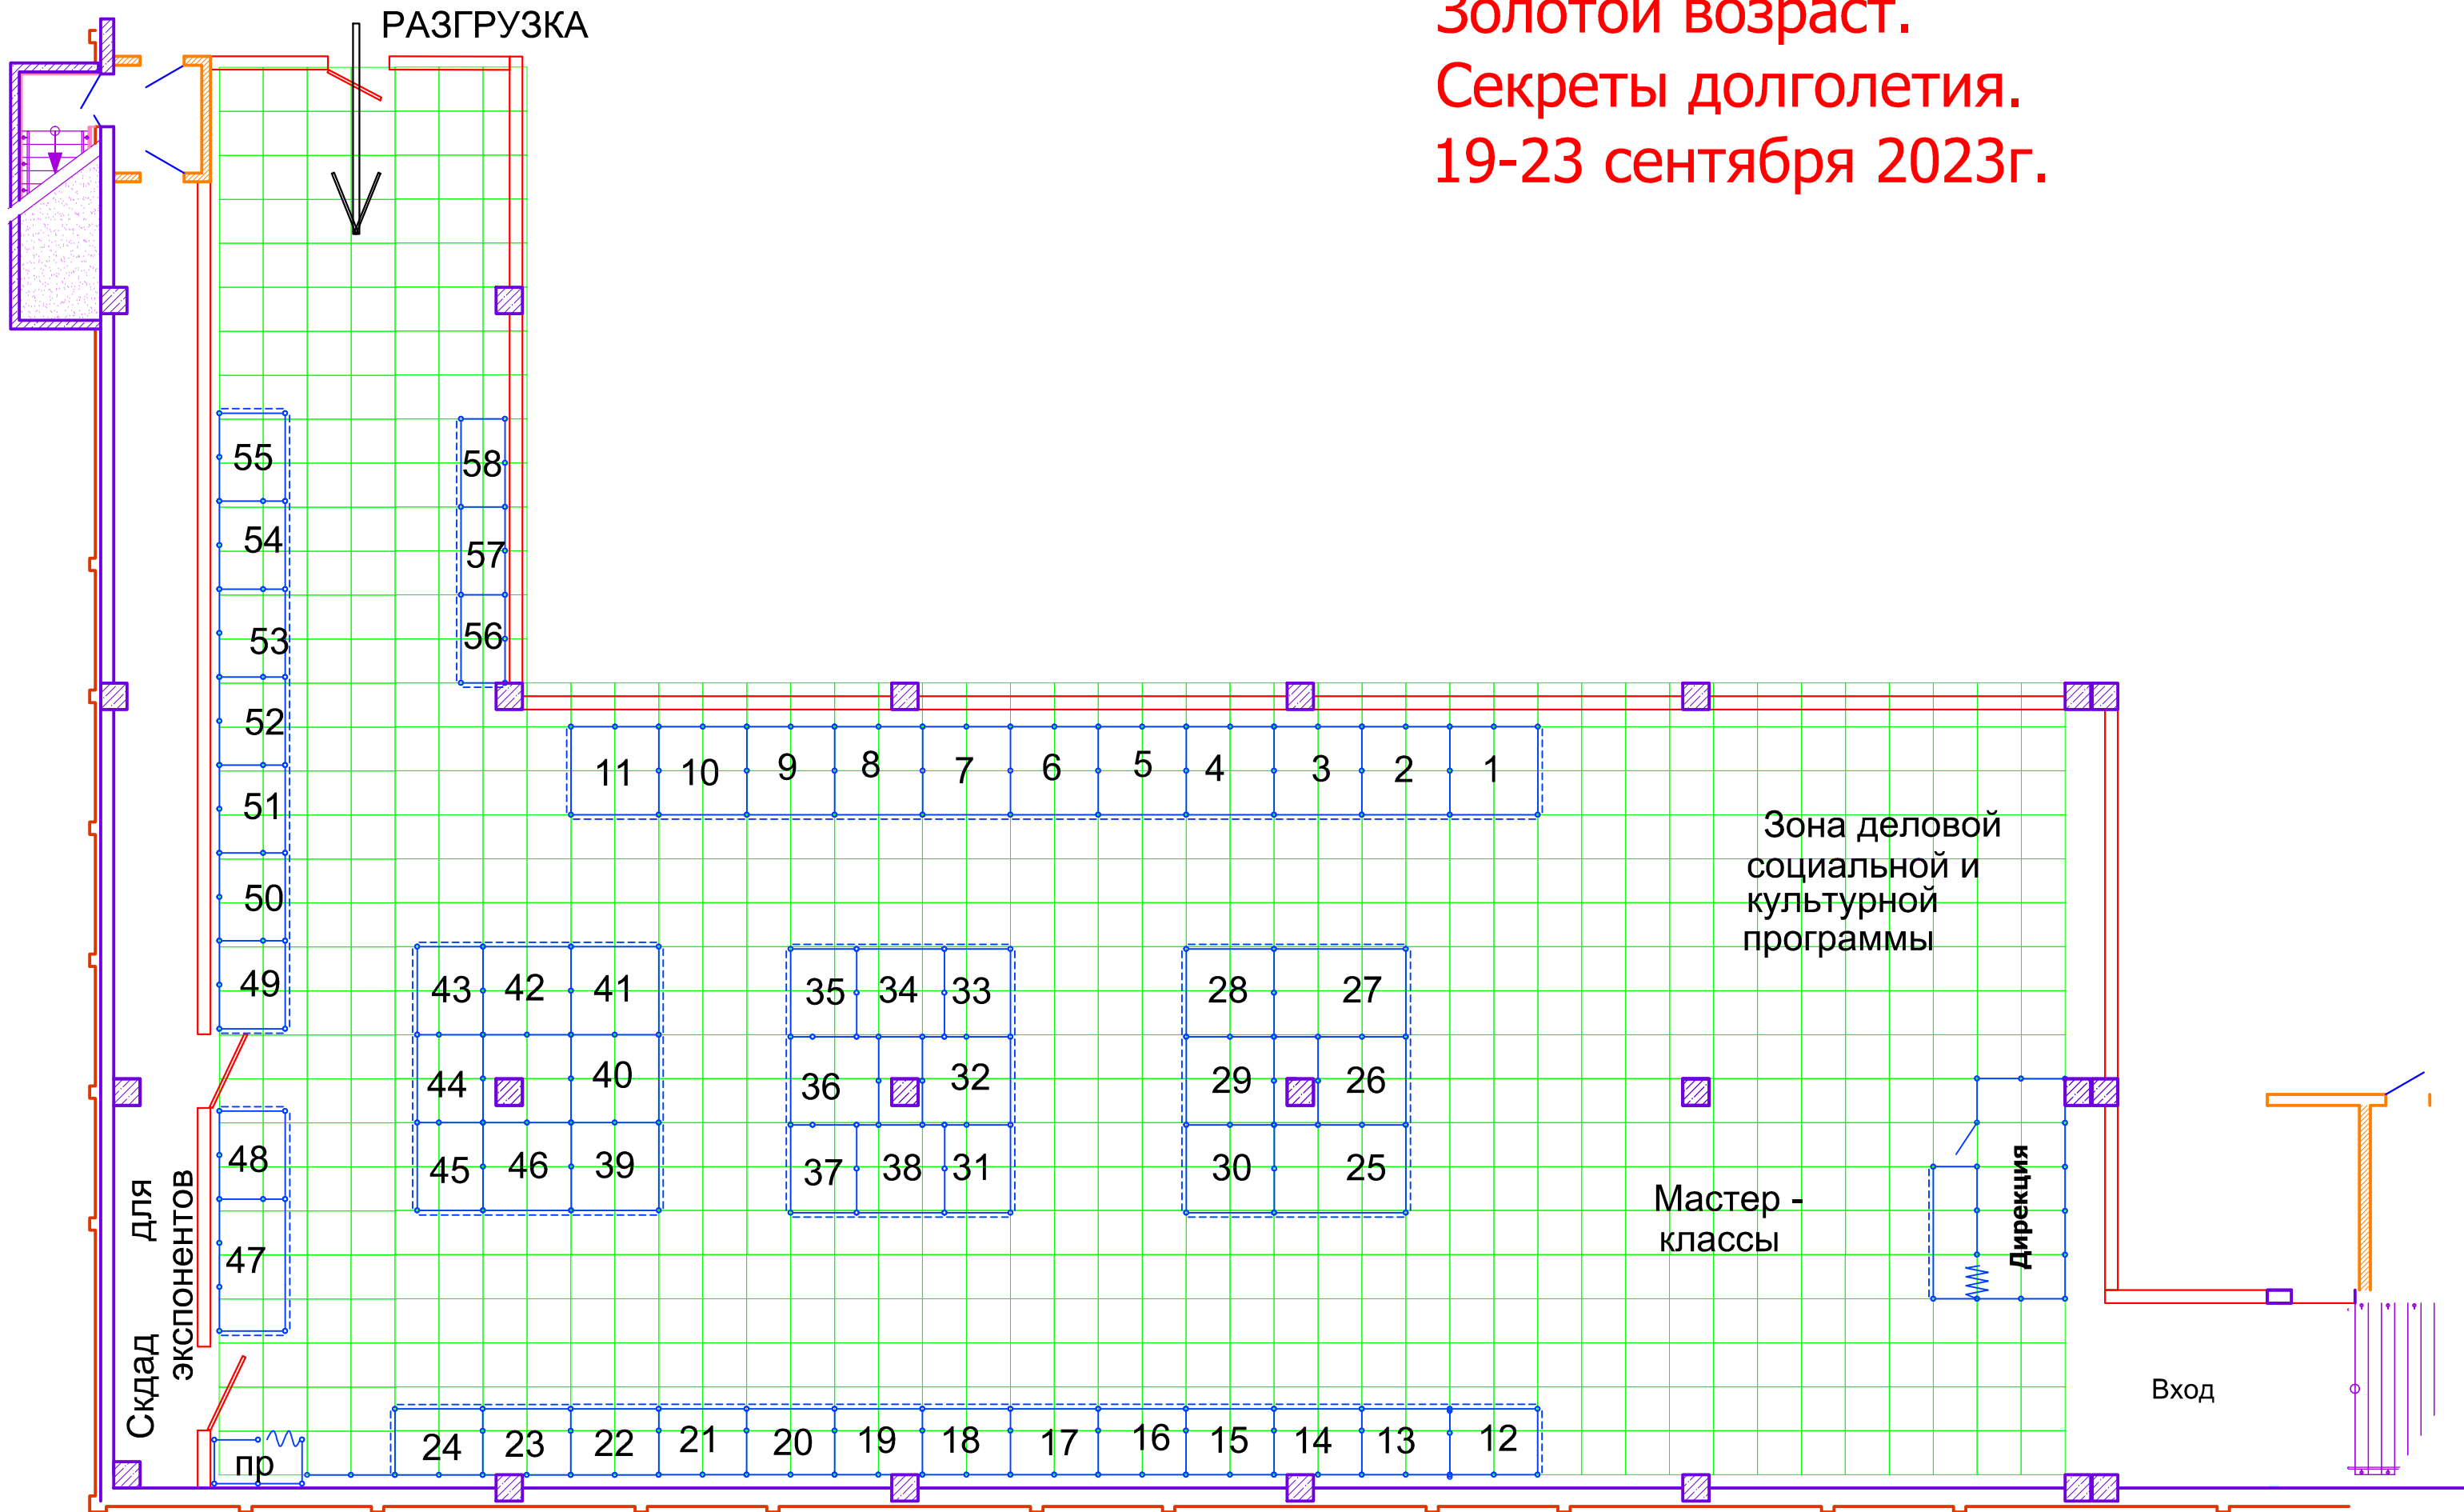 РАЗГРУЗКА
Золотой возраст.
Секреты долголетия.
19-23 сентября 2023г.
55
58
54
57
53
56
52
51
50
49
11 10 9 8 7 6 5 4 3 2 1
Зона деловой
социальной и
культурной
программы
43 42 41
35 34 33
28 27
44 40
36 32
29 26
45 46 39
37 38 31
30 25
48
47
Мастер -
классы
Дирекция
Скдад для
экспонентов
Вход
пр
24 23 22 21 20 19 18 17 16 15 14 13 12